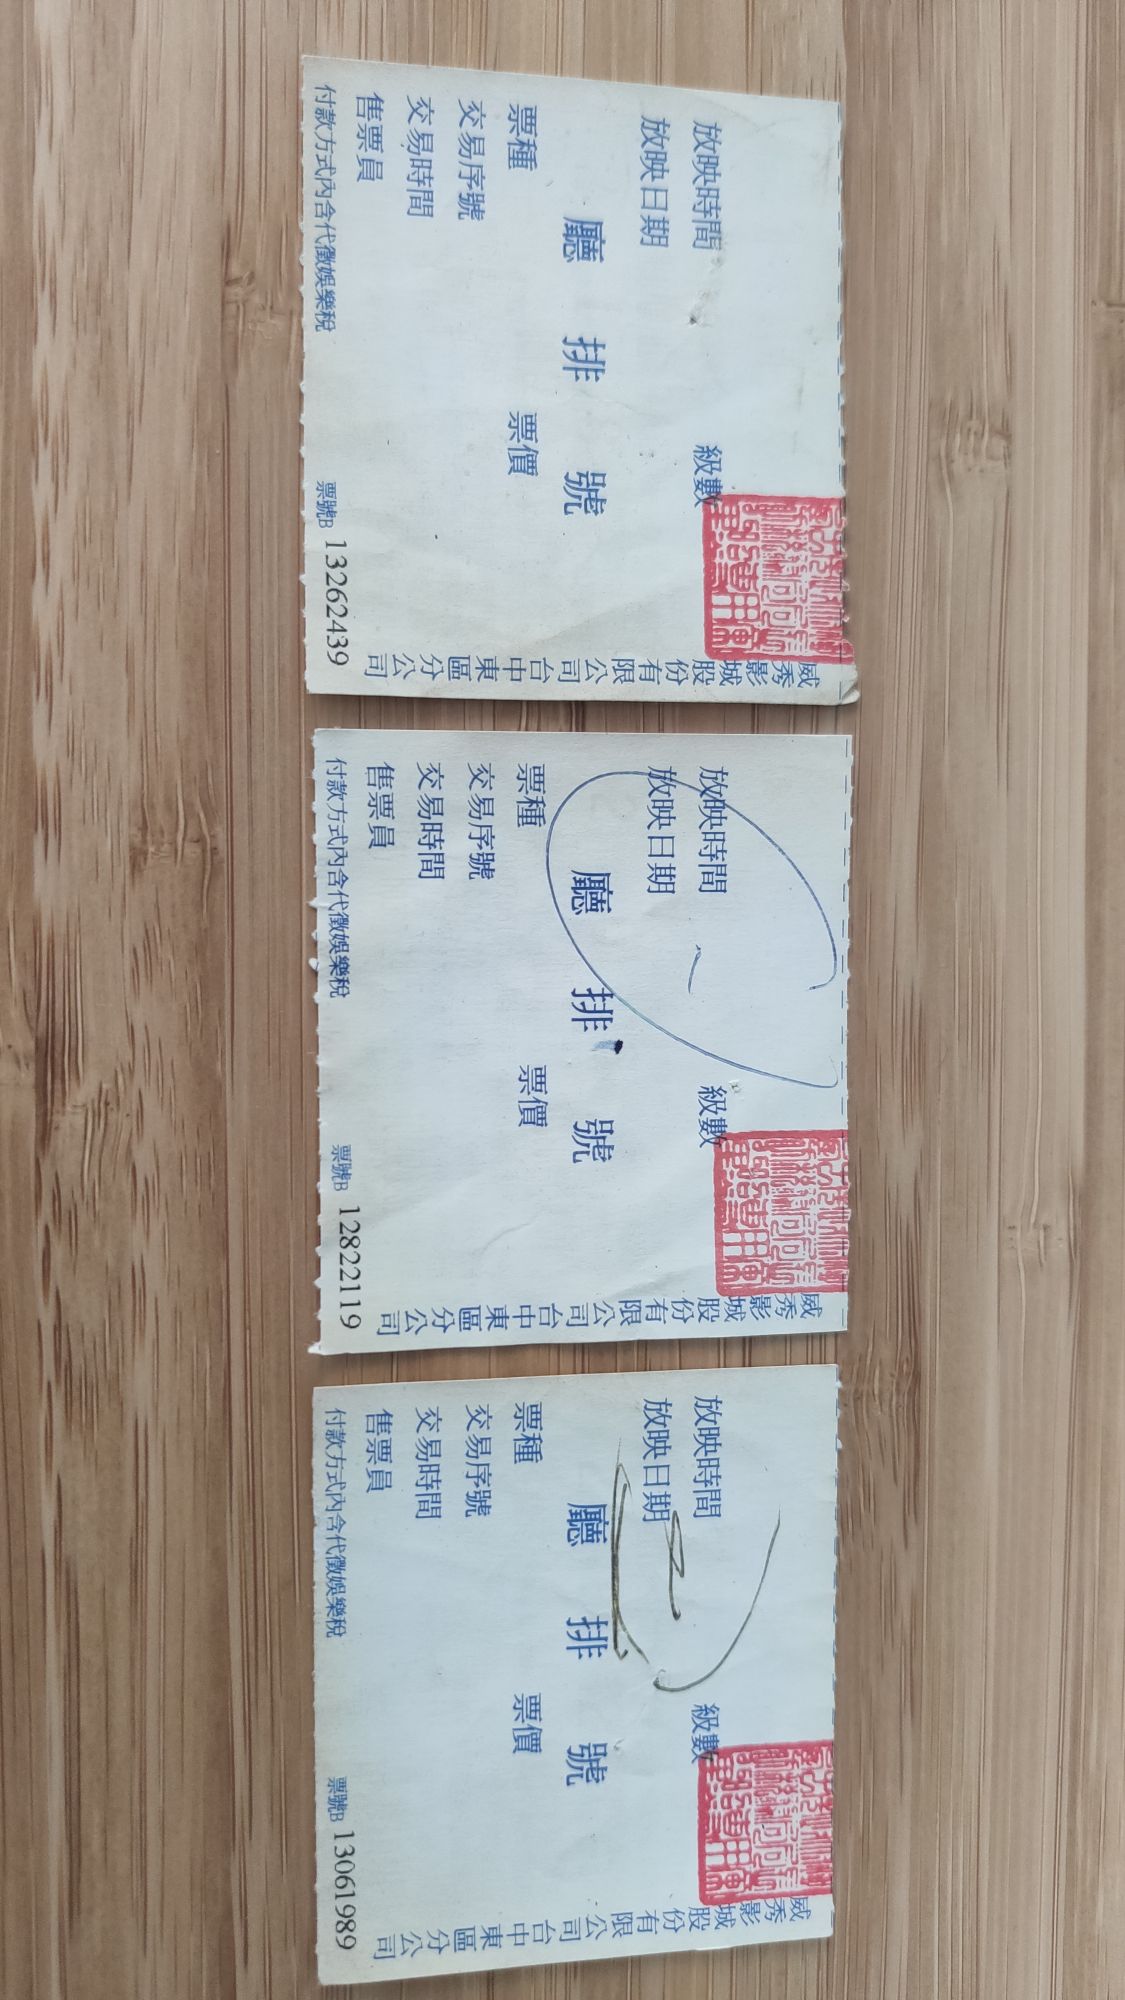 放映時間 級數
放映日期
廳 排 號
票種 票價
交易序號
交易時間
售票員
付款方式內含代徵娛樂稅 票號B 13262439
威秀影城股份有限公司台中東區分公司
放映時間 級數
放映日期
廳 排 號
票種 票價
交易序號
交易時間
售票員
付款方式內含代徵娛樂稅 票號B 12822119
威秀影城股份有限公司台中東區分公司
放映時間 級數
放映日期
廳 排 號
票種 票價
交易序號
交易時間
售票員
付款方式內含代徵娛樂稅 票號B 13061989
威秀影城股份有限公司台中東區分公司